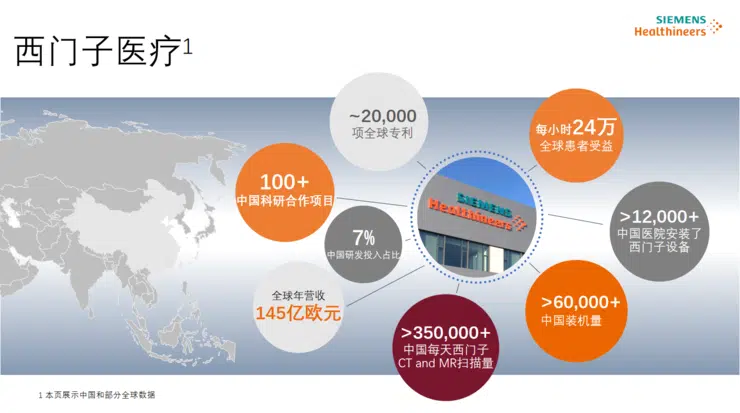 SIEMENS
Healthineers
西门子医疗1
~20,000
项全球专利
每小时24万
全球患者受益
100+
中国科研合作项目
SIEMENS
Healthineers
>12,000+
中国医院安装了
西门子设备
7%
中国研发投入占比
全球年营收
145亿欧元
>60,000+
中国装机量
>350,000+
中国每天西门子
CT and MR扫描量
1 本页展示中国和部分全球数据